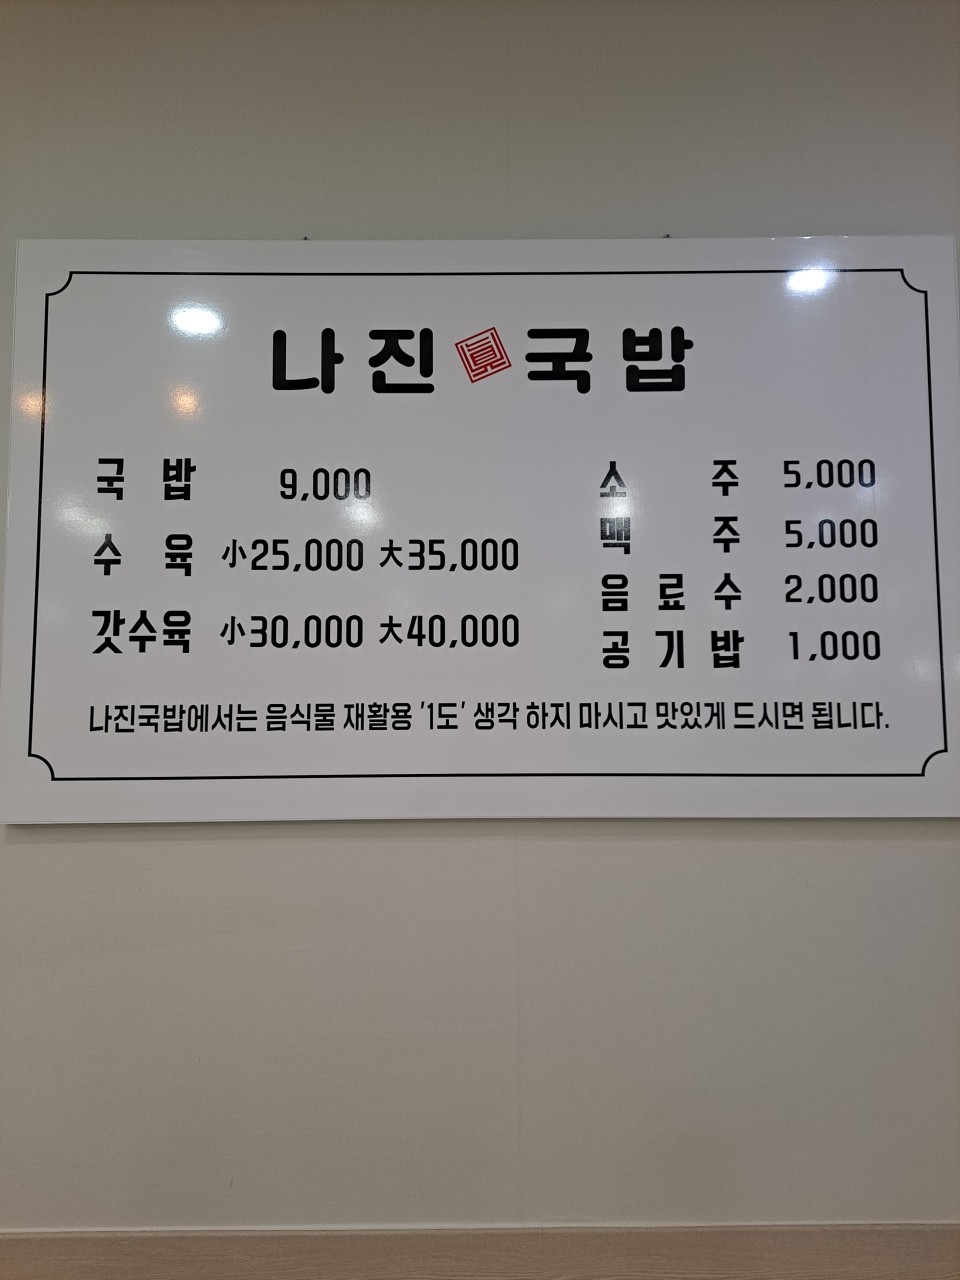 나진 眞 국밥
국 밥 9,000
수 육 小25,000 大35,000
갓수육 小30,000 大40,000
소 주 5,000
맥 주 5,000
음 료 수 2,000
공 기 밥 1,000
나진국밥에서는 음식물 재활용 '1도' 생각 하지 마시고 맛있게 드시면 됩니다.